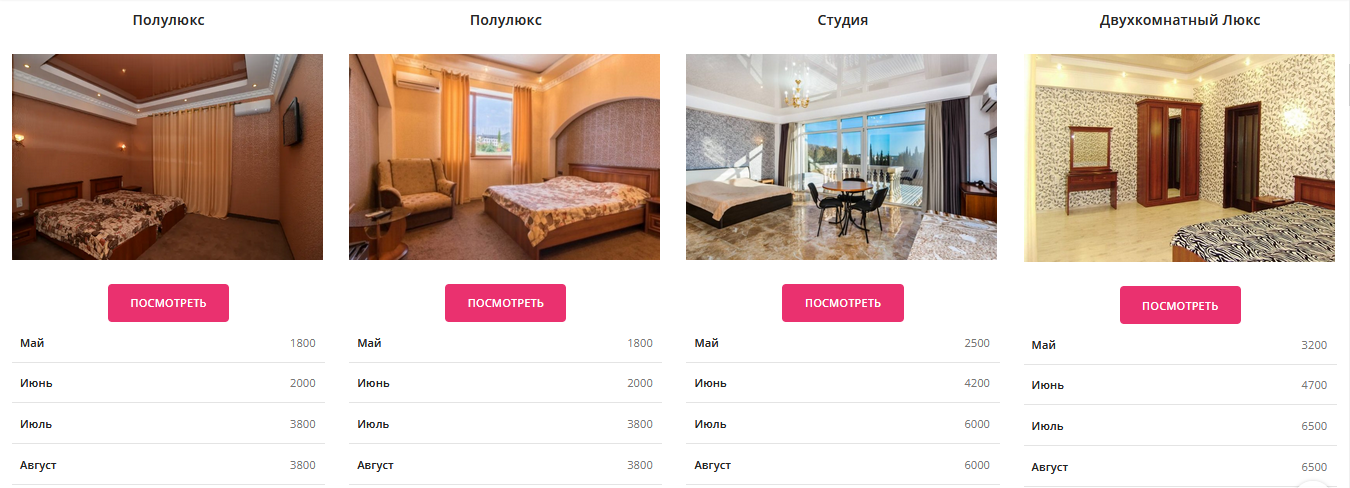 Полулюкс
Полулюкс
Студия
Двухкомнатный Люкс
ПОСМОТРЕТЬ
ПОСМОТРЕТЬ
ПОСМОТРЕТЬ
ПОСМОТРЕТЬ
Май 1800
Май 1800
Май 2500
Май 3200
Июнь 2000
Июнь 2000
Июнь 4200
Июнь 4700
Июль 3800
Июль 3800
Июль 6000
Июль 6500
Август 3800
Август 3800
Август 6000
Август 6500